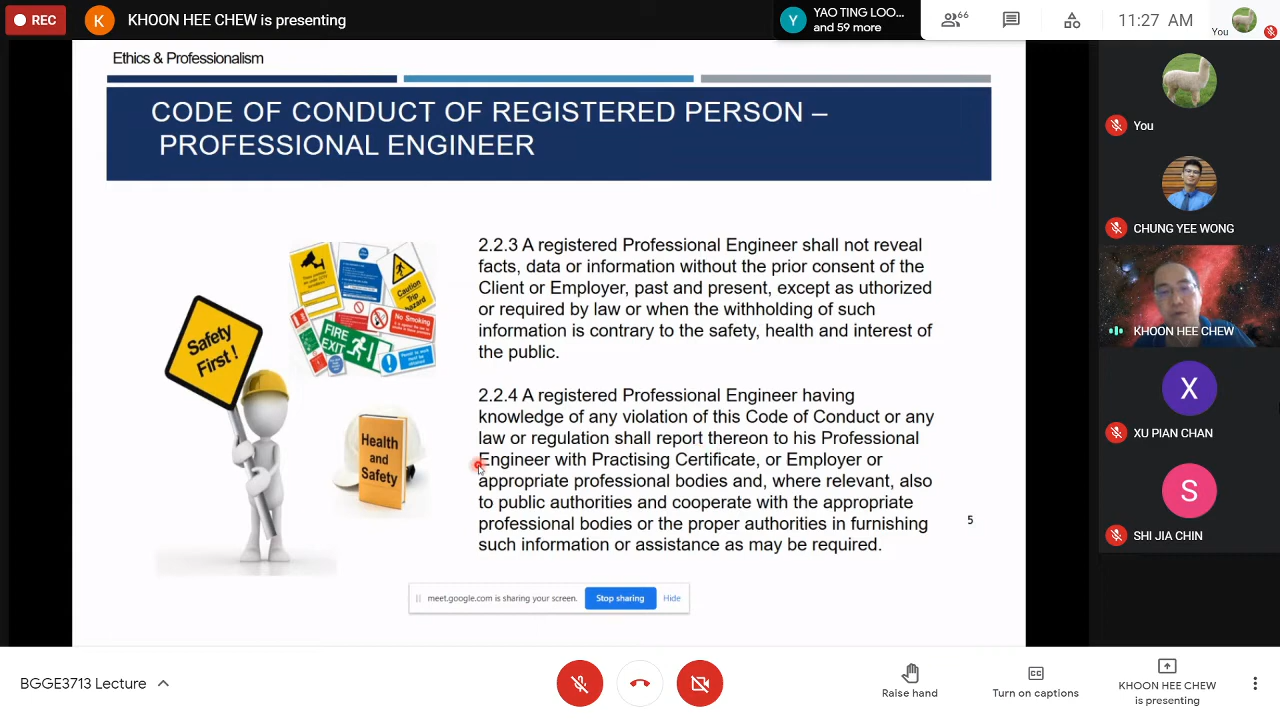 REC
K
KHOON HEE CHEW is presenting
Y
YAO TING LOO...
and 59 more
66
11:27 AM
You
Ethics & Professionalism
CODE OF CONDUCT OF REGISTERED PERSON –
PROFESSIONAL ENGINEER
2.2.3 A registered Professional Engineer shall not reveal
facts, data or information without the prior consent of the
Client or Employer, past and present, except as uthorized
or required by law or when the withholding of such
information is contrary to the safety, health and interest of
the public.
2.2.4 A registered Professional Engineer having
knowledge of any violation of this Code of Conduct or any
law or regulation shall report thereon to his Professional
Engineer with Practising Certificate, or Employer or
appropriate professional bodies and, where relevant, also
to public authorities and cooperate with the appropriate
professional bodies or the proper authorities in furnishing
such information or assistance as may be required.
Safety
First !
Caution
Trip
hazard
No Smoking
FIRE
EXIT
Health
and
Safety
5
meet.google.com is sharing your screen.
Stop sharing
Hide
You
CHUNG YEE WONG
KHOON HEE CHEW
X
XU PIAN CHAN
S
SHI JIA CHIN
BGGE3713 Lecture
Raise hand
CC
Turn on captions
KHOON HEE CHEW
is presenting